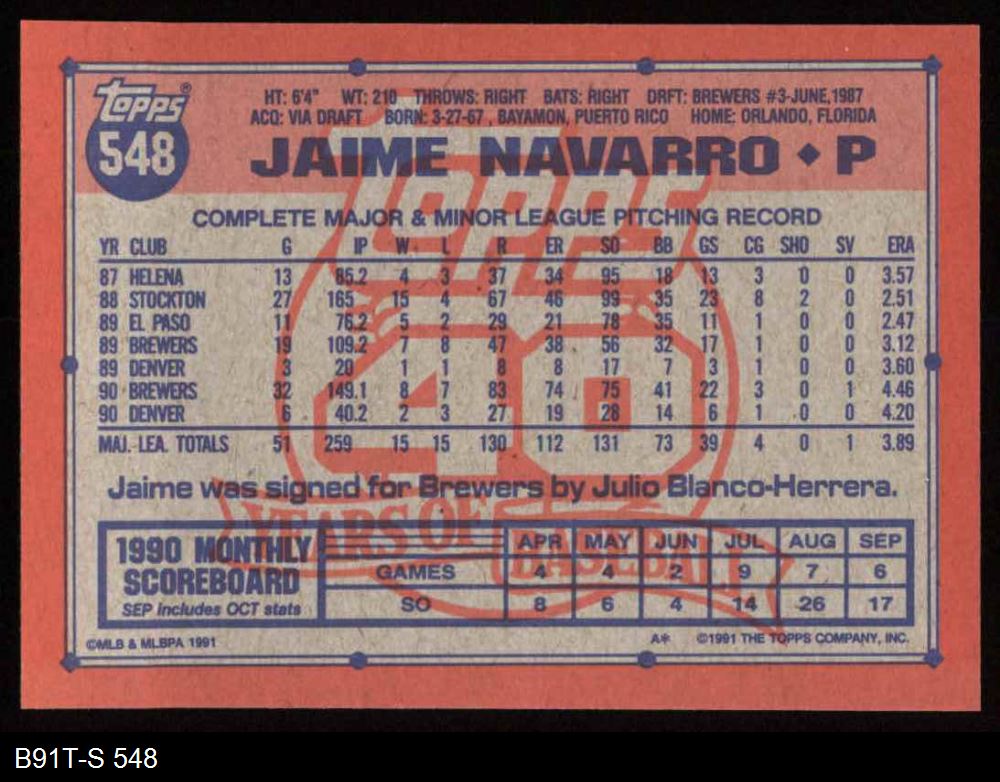 TOPPS®
548
HT: 6'4" WT: 210 THROWS: RIGHT BATS: RIGHT DRFT: BREWERS #3-JUNE, 1987
ACQ: VIA DRAFT BORN: 3-27-67, BAYAMON, PUERTO RICO HOME: ORLANDO, FLORIDA
JAIME NAVARRO ◆ P
TOPPS
40
YEARS OF
BASEBALL
COMPLETE MAJOR & MINOR LEAGUE PITCHING RECORD
YR CLUB G IP W L R ER SO BB GS CG SHO SV ERA
87 HELENA 13 85.2 4 3 37 34 95 18 13 3 0 0 3.57
88 STOCKTON 27 165 15 4 67 46 99 35 23 8 2 0 2.51
89 EL PASO 11 76.2 5 2 29 21 78 35 11 1 0 0 2.47
89 BREWERS 19 109.2 7 8 47 38 56 32 17 1 0 0 3.12
89 DENVER 3 20 1 1 8 8 17 7 3 1 0 0 3.60
90 BREWERS 32 149.1 8 7 83 74 75 41 22 3 0 1 4.46
90 DENVER 6 40.2 2 3 27 19 28 14 6 1 0 0 4.20
MAJ. LEA. TOTALS 51 259 15 15 130 112 131 73 39 4 0 1 3.89
Jaime was signed for Brewers by Julio Blanco-Herrera.
1990 MONTHLY
SCOREBOARD
SEP includes OCT stats
APR MAY JUN JUL AUG SEP
GAMES 4 4 2 9 7 6
SO 8 6 4 14 26 17
©MLB & MLBPA 1991 A* ©1991 THE TOPPS COMPANY, INC.
B91T-S 548